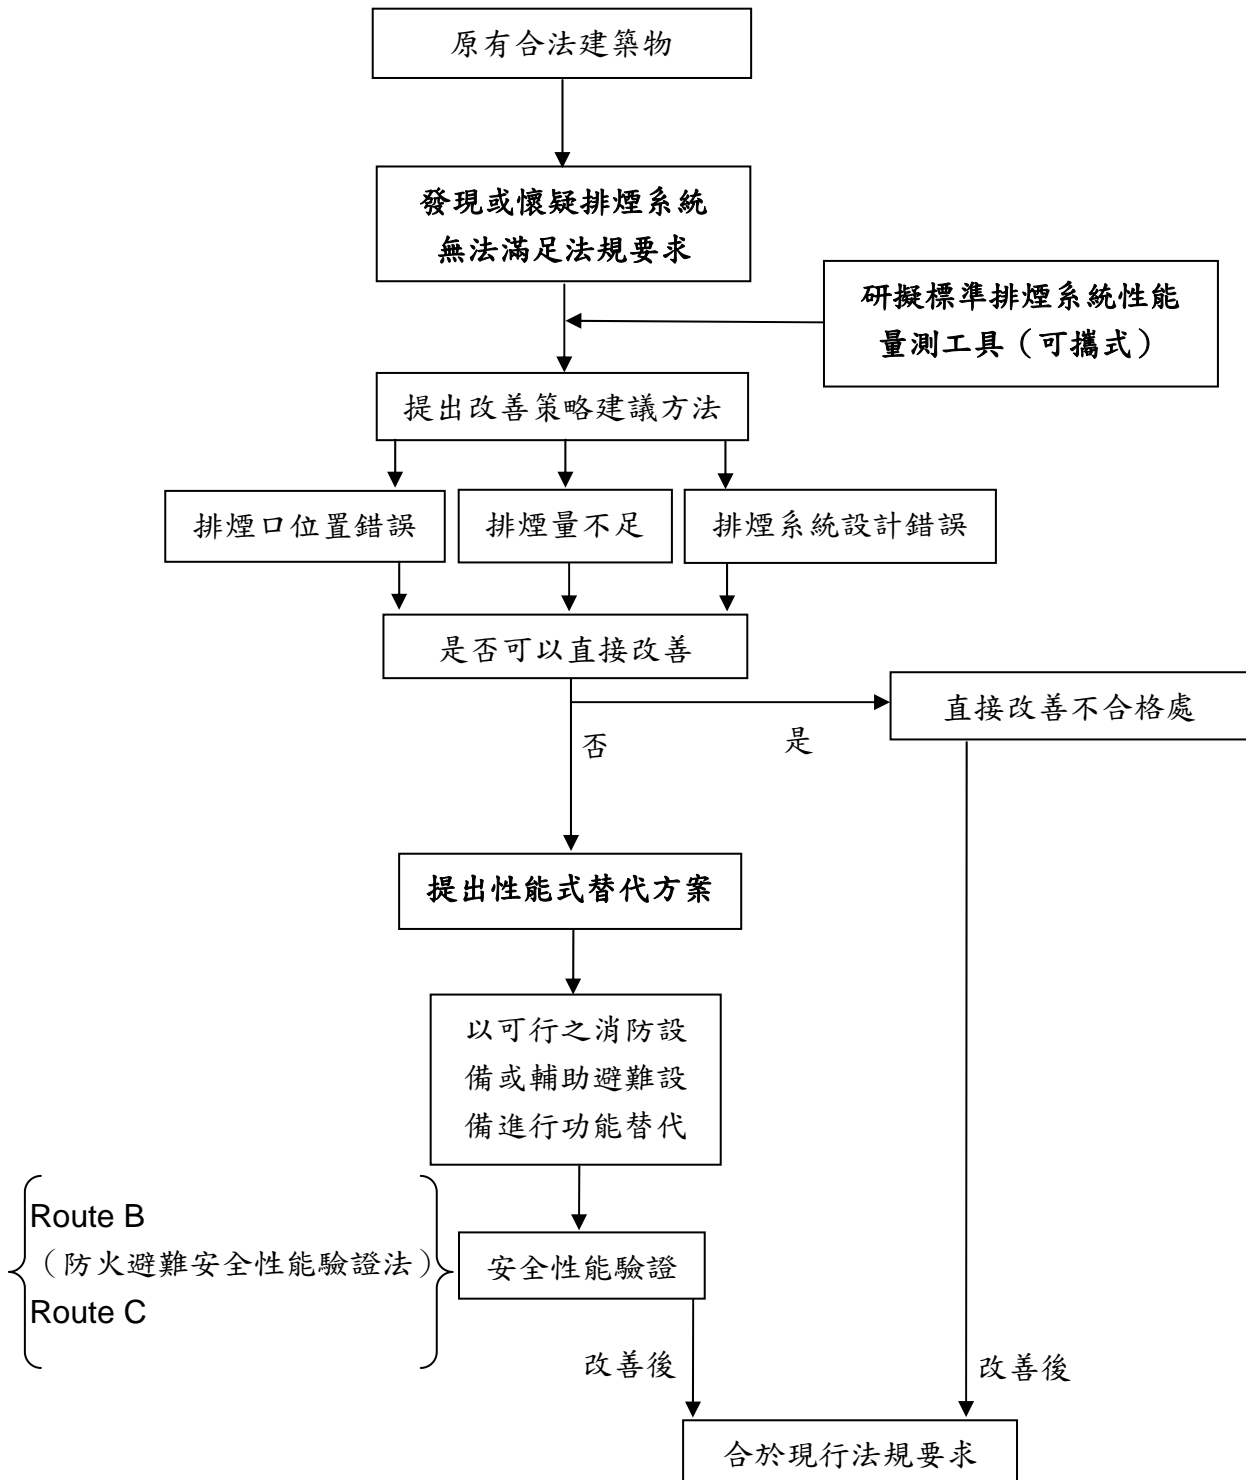 原有合法建築物
發現或懷疑排煙系統
無法滿足法規要求
研擬標準排煙系統性能
量測工具（可攜式）
提出改善策略建議方法
排煙口位置錯誤
排煙量不足
排煙系統設計錯誤
是否可以直接改善
直接改善不合格處
否
是
提出性能式替代方案
以可行之消防設
備或輔助避難設
備進行功能替代
Route B
（防火避難安全性能驗證法）
Route C
安全性能驗證
改善後
改善後
合於現行法規要求